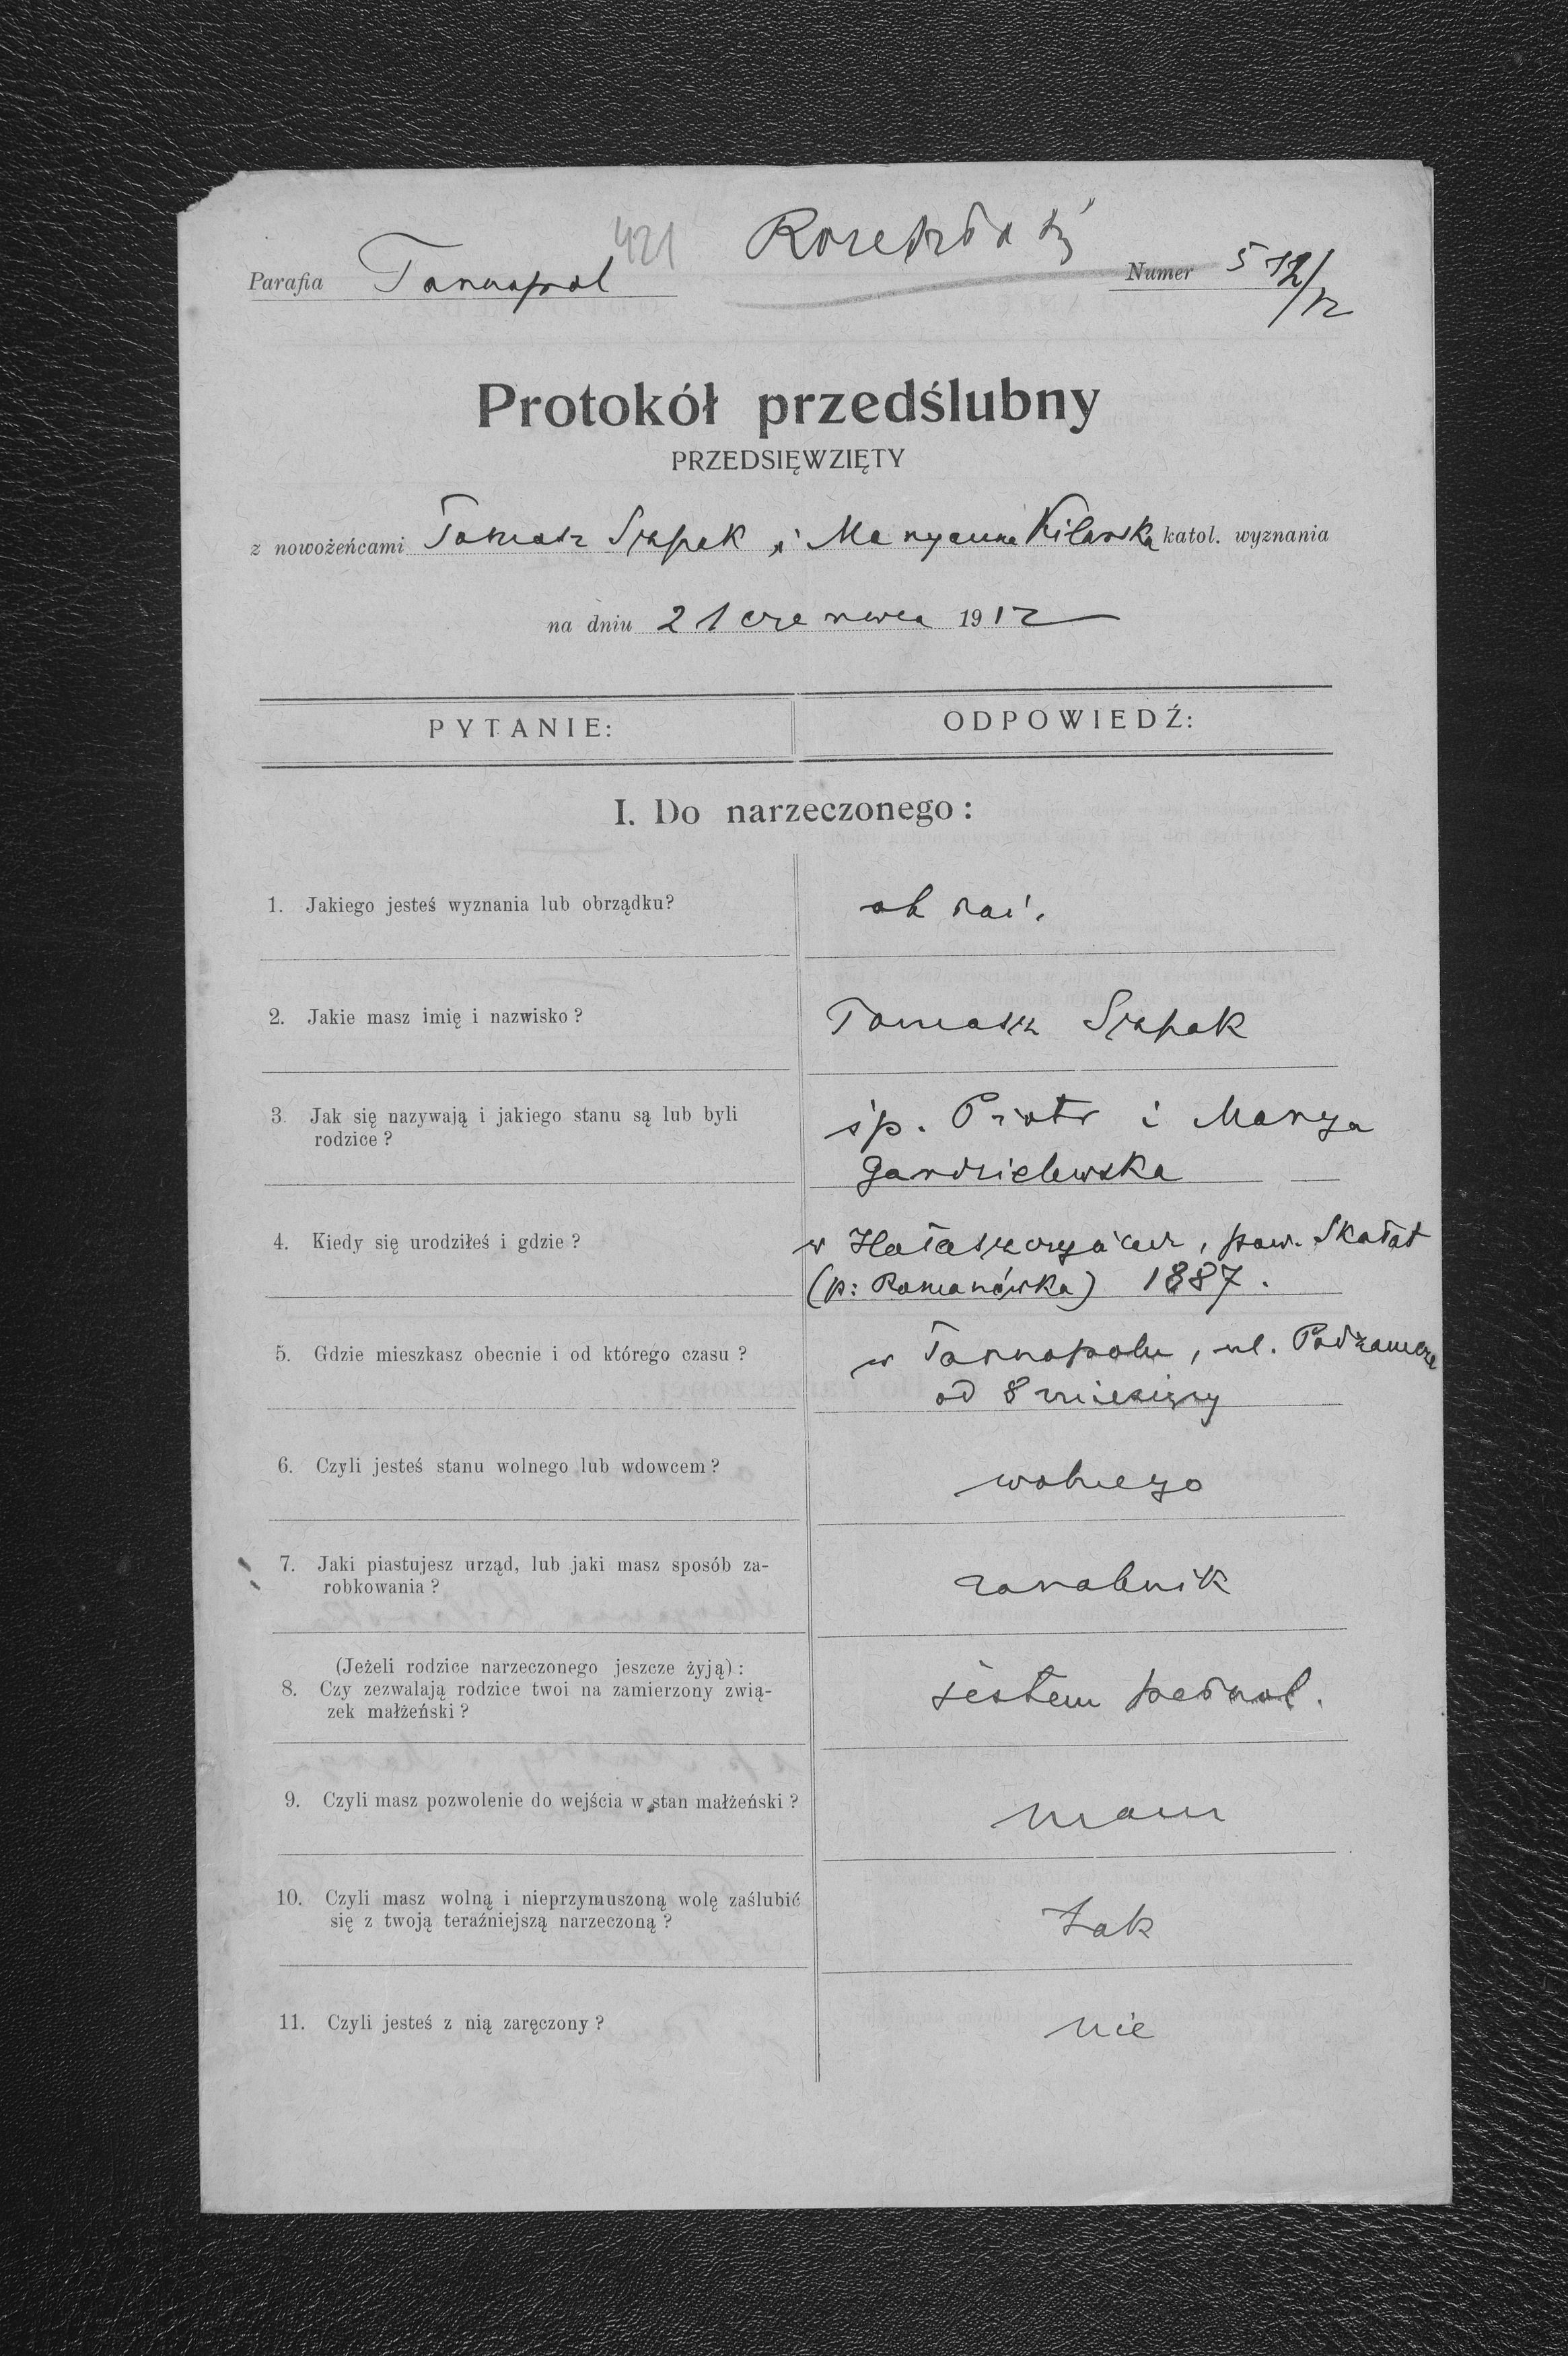 421
Parafia Tarnopol Numer 512/12
Protokół przedślubny
PRZEDSIĘWZIĘTY
z nowożeńcami Tomasz Szpak i Maryanna Kilarska katol. wyznania
na dniu 21 czerwca 1912
PYTANIE: ODPOWIEDŹ:
I. Do narzeczonego:
1. Jakiego jesteś wyznania lub obrządku? ob łać.
2. Jakie masz imię i nazwisko? Tomasz Szpak
3. Jak się nazywają i jakiego stanu są lub byli śp. Piotr i Marya
rodzice?
4. Kiedy się urodziłeś i gdzie? w Hałaszczyńcach, pow. Skałat
(p: Romanówka) 1887.
5. Gdzie mieszkasz obecnie i od którego czasu? w Tarnopolu, ul. Podzamcze
od 8 miesięcy
6. Czyli jesteś stanu wolnego lub wdowcem? wolnego
7. Jaki piastujesz urząd, lub jaki masz sposób za- zarobnik
robkowania?
(Jeżeli rodzice narzeczonego jeszcze żyją):
8. Czy zezwalają rodzice twoi na zamierzony zwią- jestem pełnol.
zek małżeński?
9. Czyli masz pozwolenie do wejścia w stan małżeński? mam
10. Czyli masz wolną i nieprzymuszoną wolę zaślubić tak
się z twoją teraźniejszą narzeczoną?
11. Czyli jesteś z nią zaręczony? nie